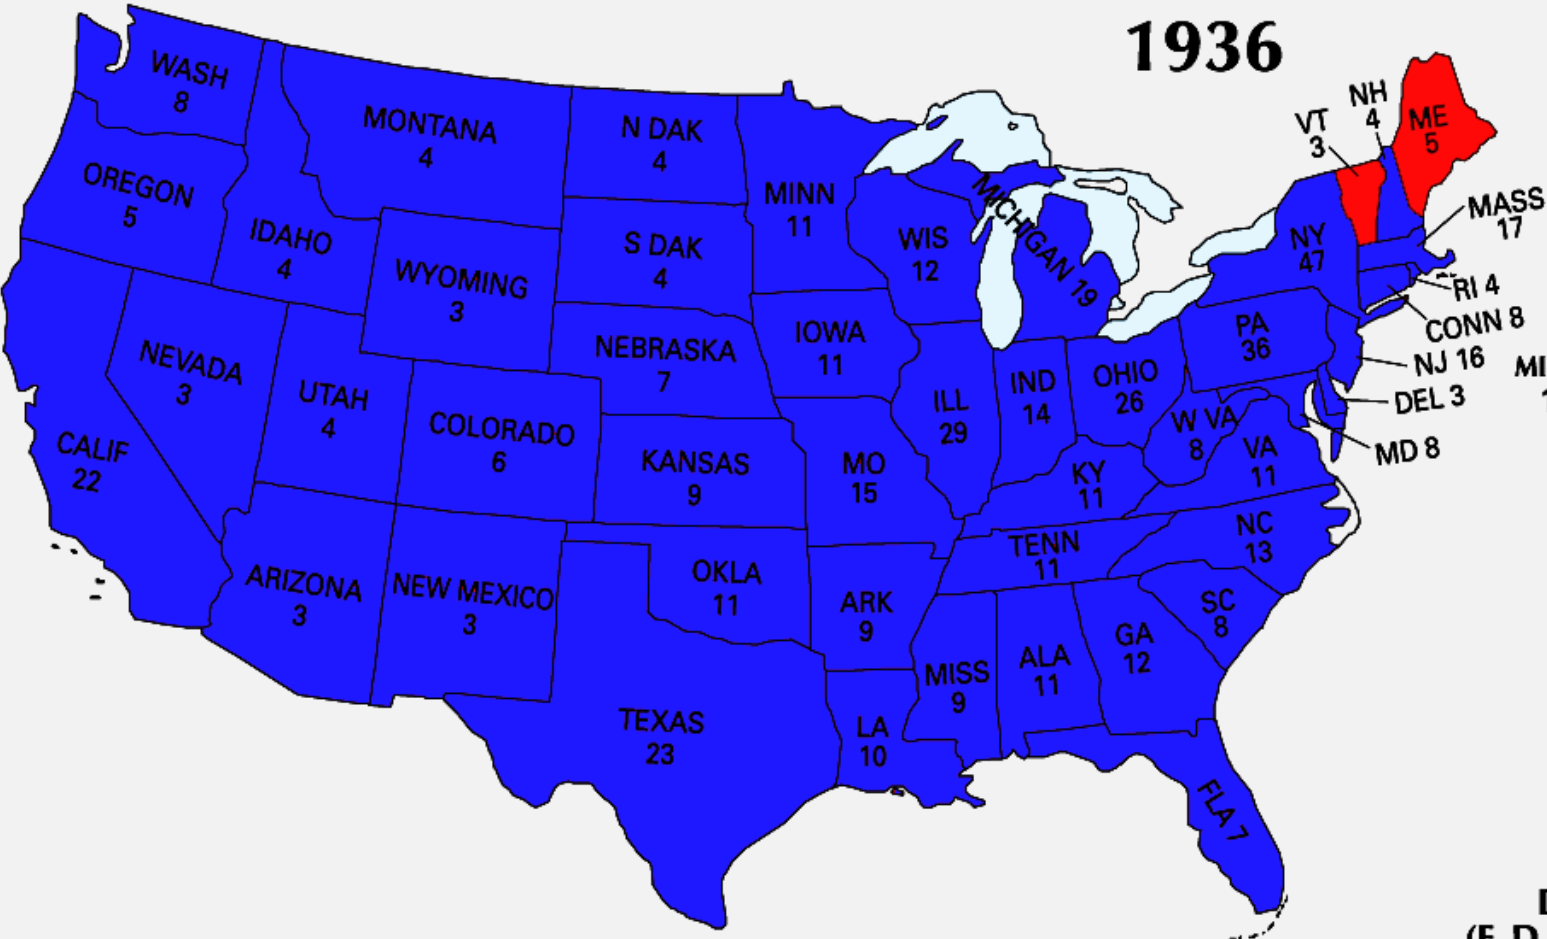 1936
WASH
8
OREGON
5
CALIF
22
NEVADA
3
IDAHO
4
MONTANA
4
WYOMING
3
UTAH
4
COLORADO
6
ARIZONA
3
NEW MEXICO
3
N DAK
4
S DAK
4
NEBRASKA
7
KANSAS
9
OKLA
11
TEXAS
23
MINN
11
IOWA
11
MO
15
ARK
9
LA
10
WIS
12
MICHIGAN 19
ILL
29
IND
14
OHIO
26
KY
11
TENN
11
MISS
9
ALA
11
GA
12
FLA 7
SC
8
NC
13
VA
11
W VA
8
PA
36
NY
47
VT
3
NH
4
ME
5
MASS
17
RI 4
CONN 8
NJ 16
DEL 3
MD 8
MI